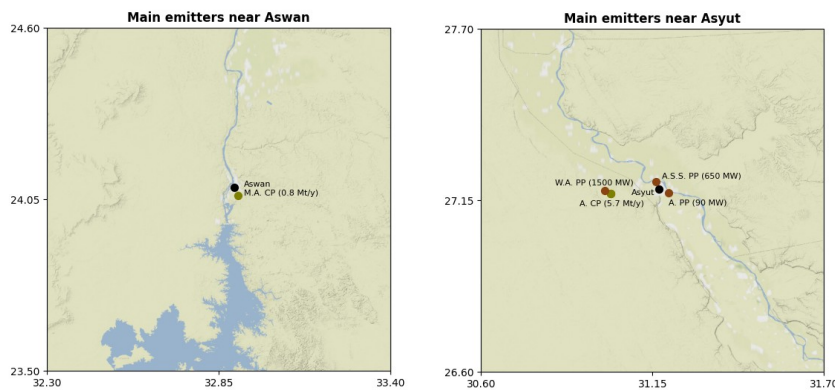 Main emitters near Aswan
24.60
24.05
23.50
32.30
32.85
33.40
Aswan
M.A. CP (0.8 Mt/y)
Main emitters near Asyut
27.70
27.15
26.60
30.60
31.15
31.70
A.S.S. PP (650 MW)
W.A. PP (1500 MW)
Asyut
A. CP (5.7 Mt/y)
A. PP (90 MW)